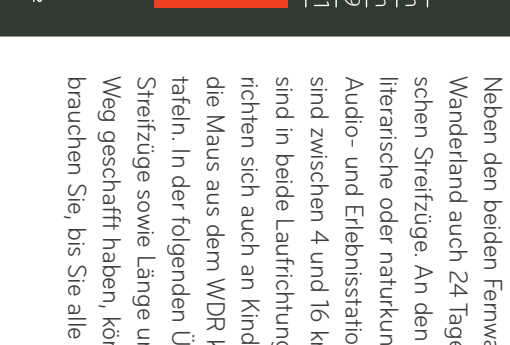 Neben den beiden Fernwa
Wanderland auch 24 Tage
schen Streifzüge. An den
literarische oder naturkun
Audio- und Erlebnisstatio
sind zwischen 4 und 16 k
sind in beide Laufrichtung
richten sich auch an Kind
die Maus aus dem WDR k
tafeln. In der folgenden Ü
Streifzüge sowie Länge u
Weg geschafft haben, kö
brauchen Sie, bis Sie alle